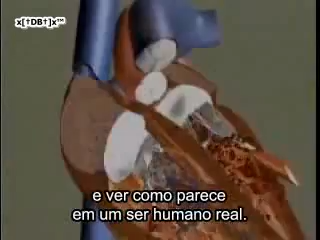 x[†DB†]x™
e ver como parece
em um ser humano real.